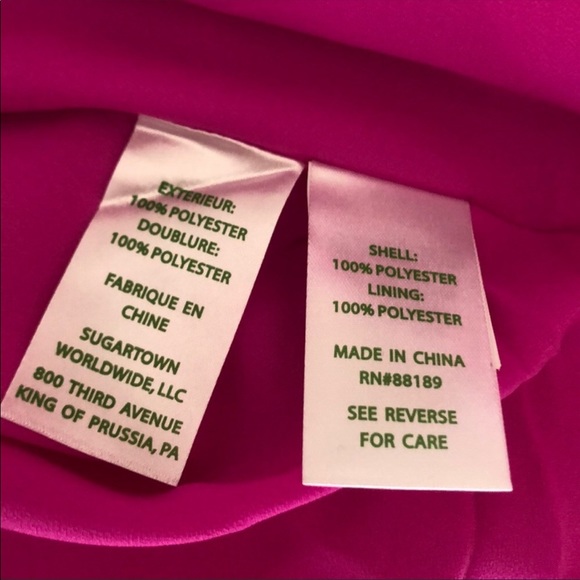 EXTERIEUR:
100% POLYESTER
DOUBLURE:
100% POLYESTER
FABRIQUE EN
CHINE
SUGARTOWN
WORLDWIDE, LLC
800 THIRD AVENUE
KING OF PRUSSIA, PA
SHELL:
100% POLYESTER
LINING:
100% POLYESTER
MADE IN CHINA
RN#88189
SEE REVERSE
FOR CARE